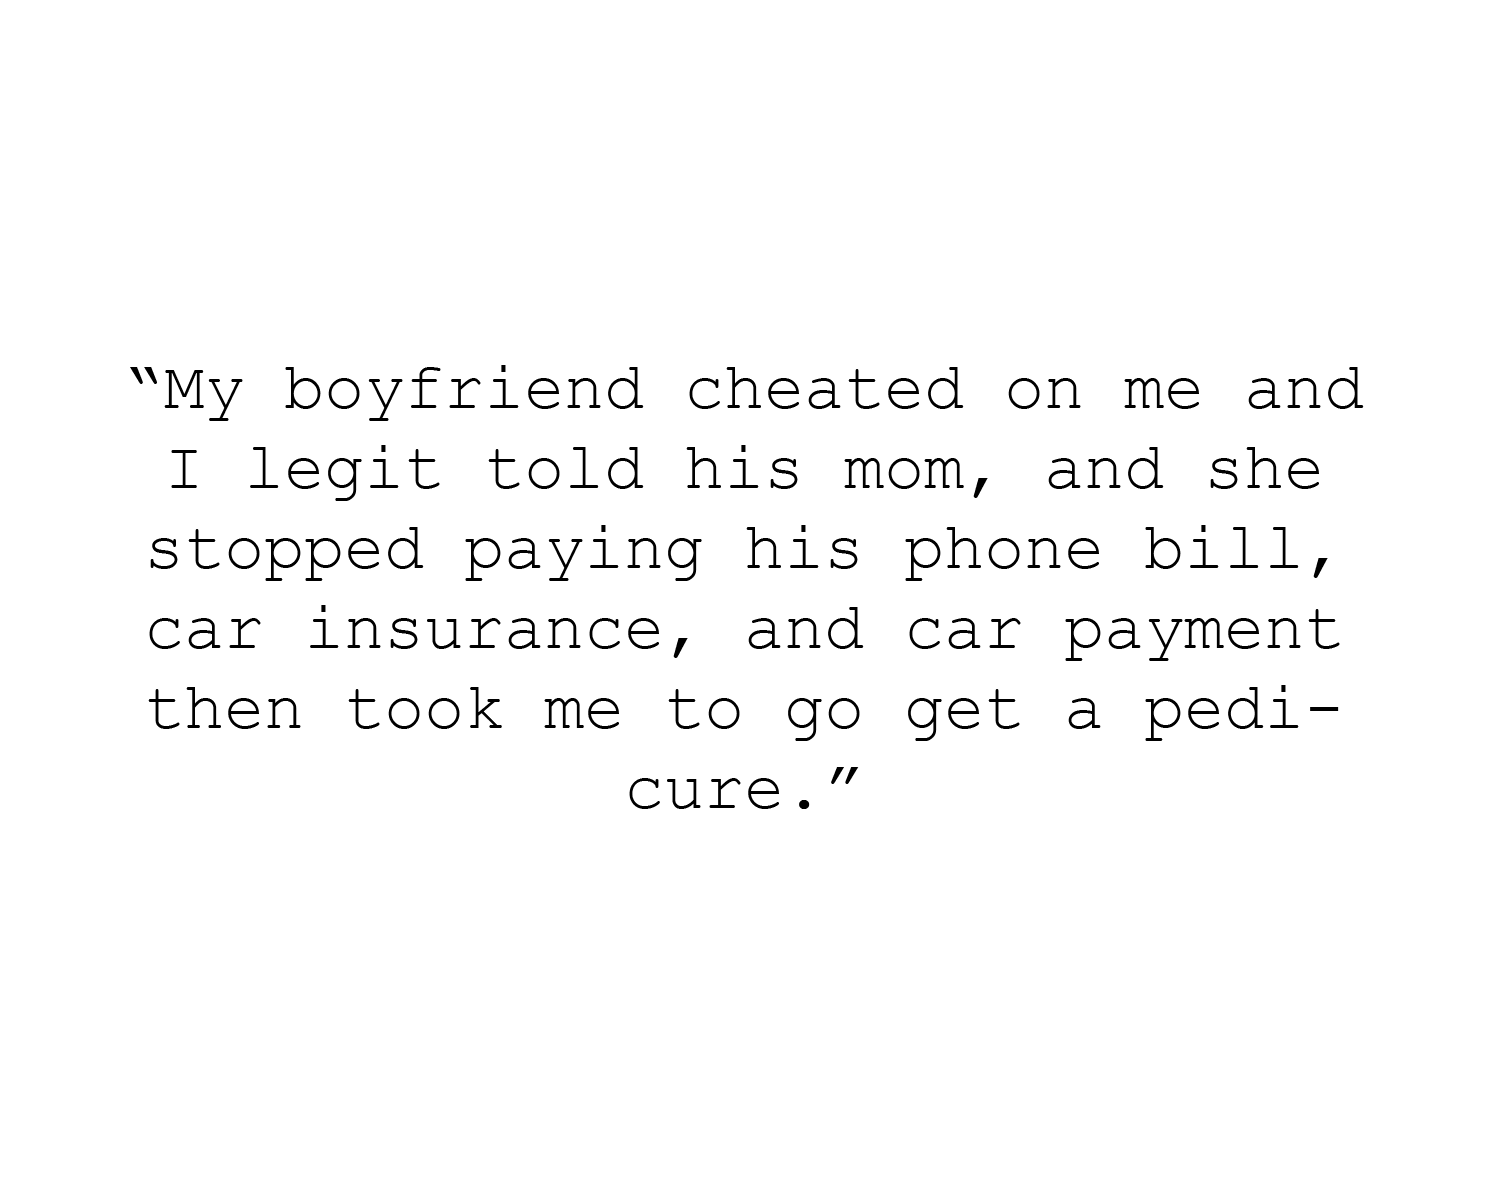 “My boyfriend cheated on me and
I legit told his mom, and she
stopped paying his phone bill,
car insurance, and car payment
then took me to go get a pedi-
cure.”